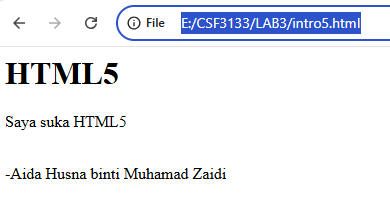 File E:/CSF3133/LAB3/intro5.html
HTML5
Saya suka HTML5
-Aida Husna binti Muhamad Zaidi